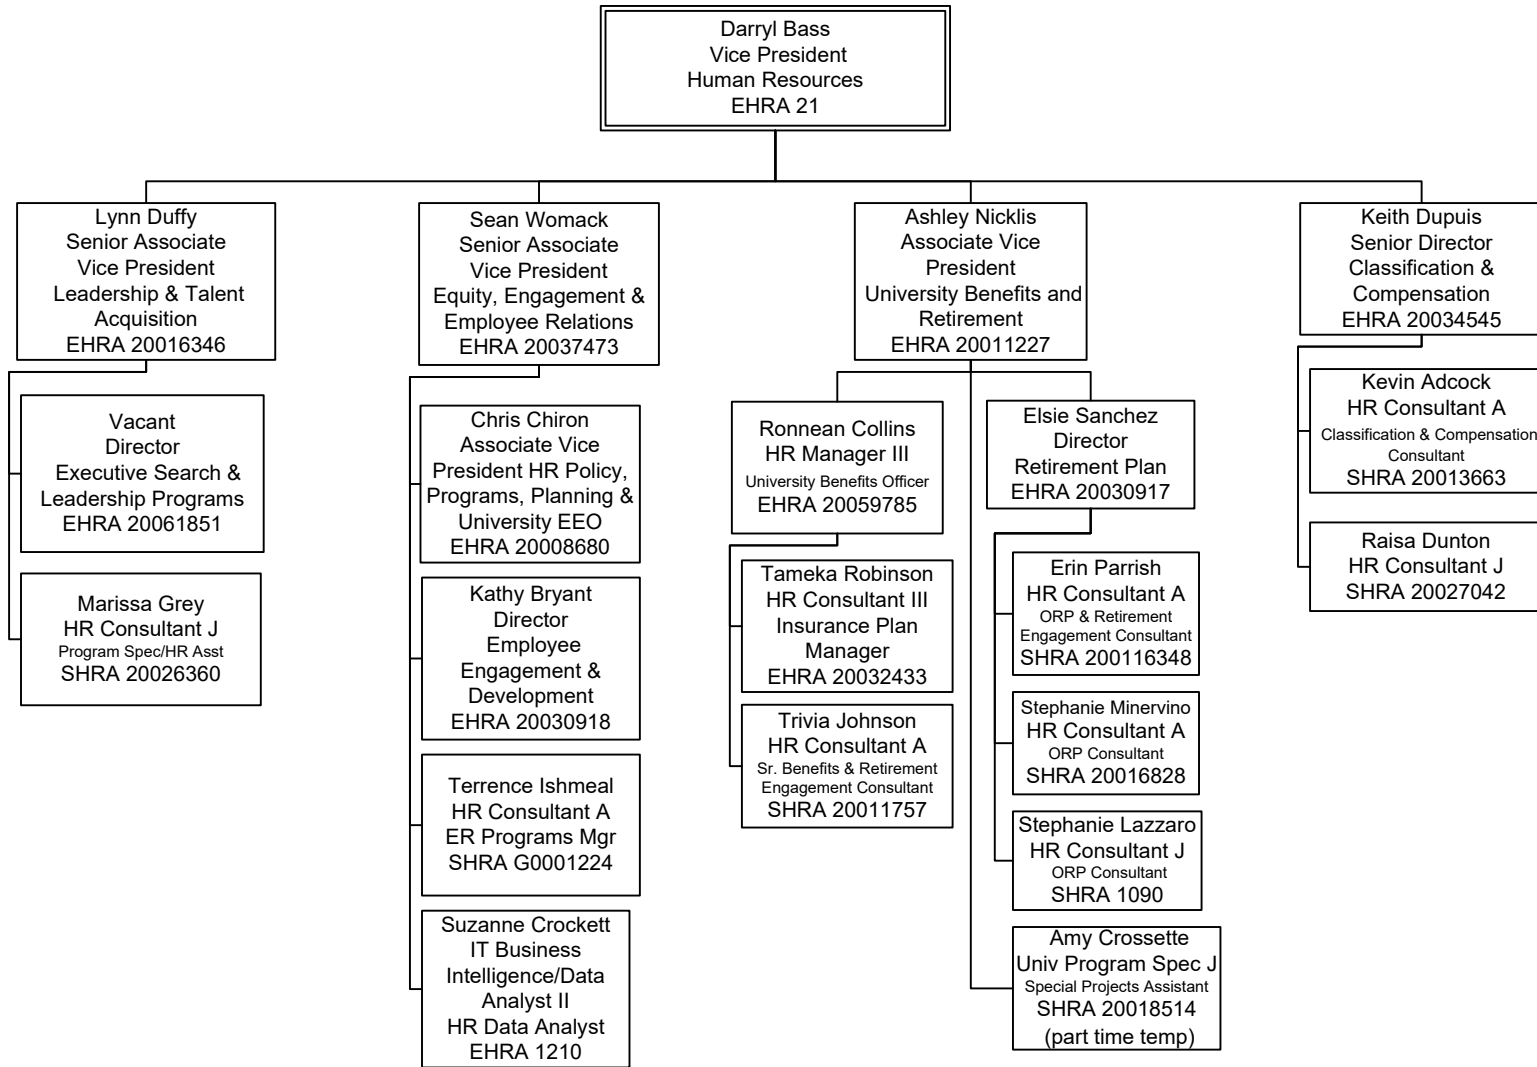 Darryl Bass
Vice President
Human Resources
EHRA 21
Lynn Duffy
Senior Associate
Vice President
Leadership & Talent
Acquisition
EHRA 20016346
Vacant
Director
Executive Search &
Leadership Programs
EHRA 20061851
Marissa Grey
HR Consultant J
Program Spec/HR Asst
SHRA 20026360
Sean Womack
Senior Associate
Vice President
Equity, Engagement &
Employee Relations
EHRA 20037473
Chris Chiron
Associate Vice
President HR Policy,
Programs, Planning &
University EEO
EHRA 20008680
Kathy Bryant
Director
Employee
Engagement &
Development
EHRA 20030918
Terrence Ishmeal
HR Consultant A
ER Programs Mgr
SHRA G0001224
Suzanne Crockett
IT Business
Intelligence/Data
Analyst II
HR Data Analyst
EHRA 1210
Ashley Nicklis
Associate Vice
President
University Benefits and
Retirement
EHRA 20011227
Ronnean Collins
HR Manager III
University Benefits Officer
EHRA 20059785
Tameka Robinson
HR Consultant III
Insurance Plan
Manager
EHRA 20032433
Trivia Johnson
HR Consultant A
Sr. Benefits & Retirement
Engagement Consultant
SHRA 20011757
Elsie Sanchez
Director
Retirement Plan
EHRA 20030917
Erin Parrish
HR Consultant A
ORP & Retirement
Engagement Consultant
SHRA 200116348
Stephanie Minervino
HR Consultant A
ORP Consultant
SHRA 20016828
Stephanie Lazzaro
HR Consultant J
ORP Consultant
SHRA 1090
Amy Crossette
Univ Program Spec J
Special Projects Assistant
SHRA 20018514
(part time temp)
Keith Dupuis
Senior Director
Classification &
Compensation
EHRA 20034545
Kevin Adcock
HR Consultant A
Classification & Compensation
Consultant
SHRA 20013663
Raisa Dunton
HR Consultant J
SHRA 20027042